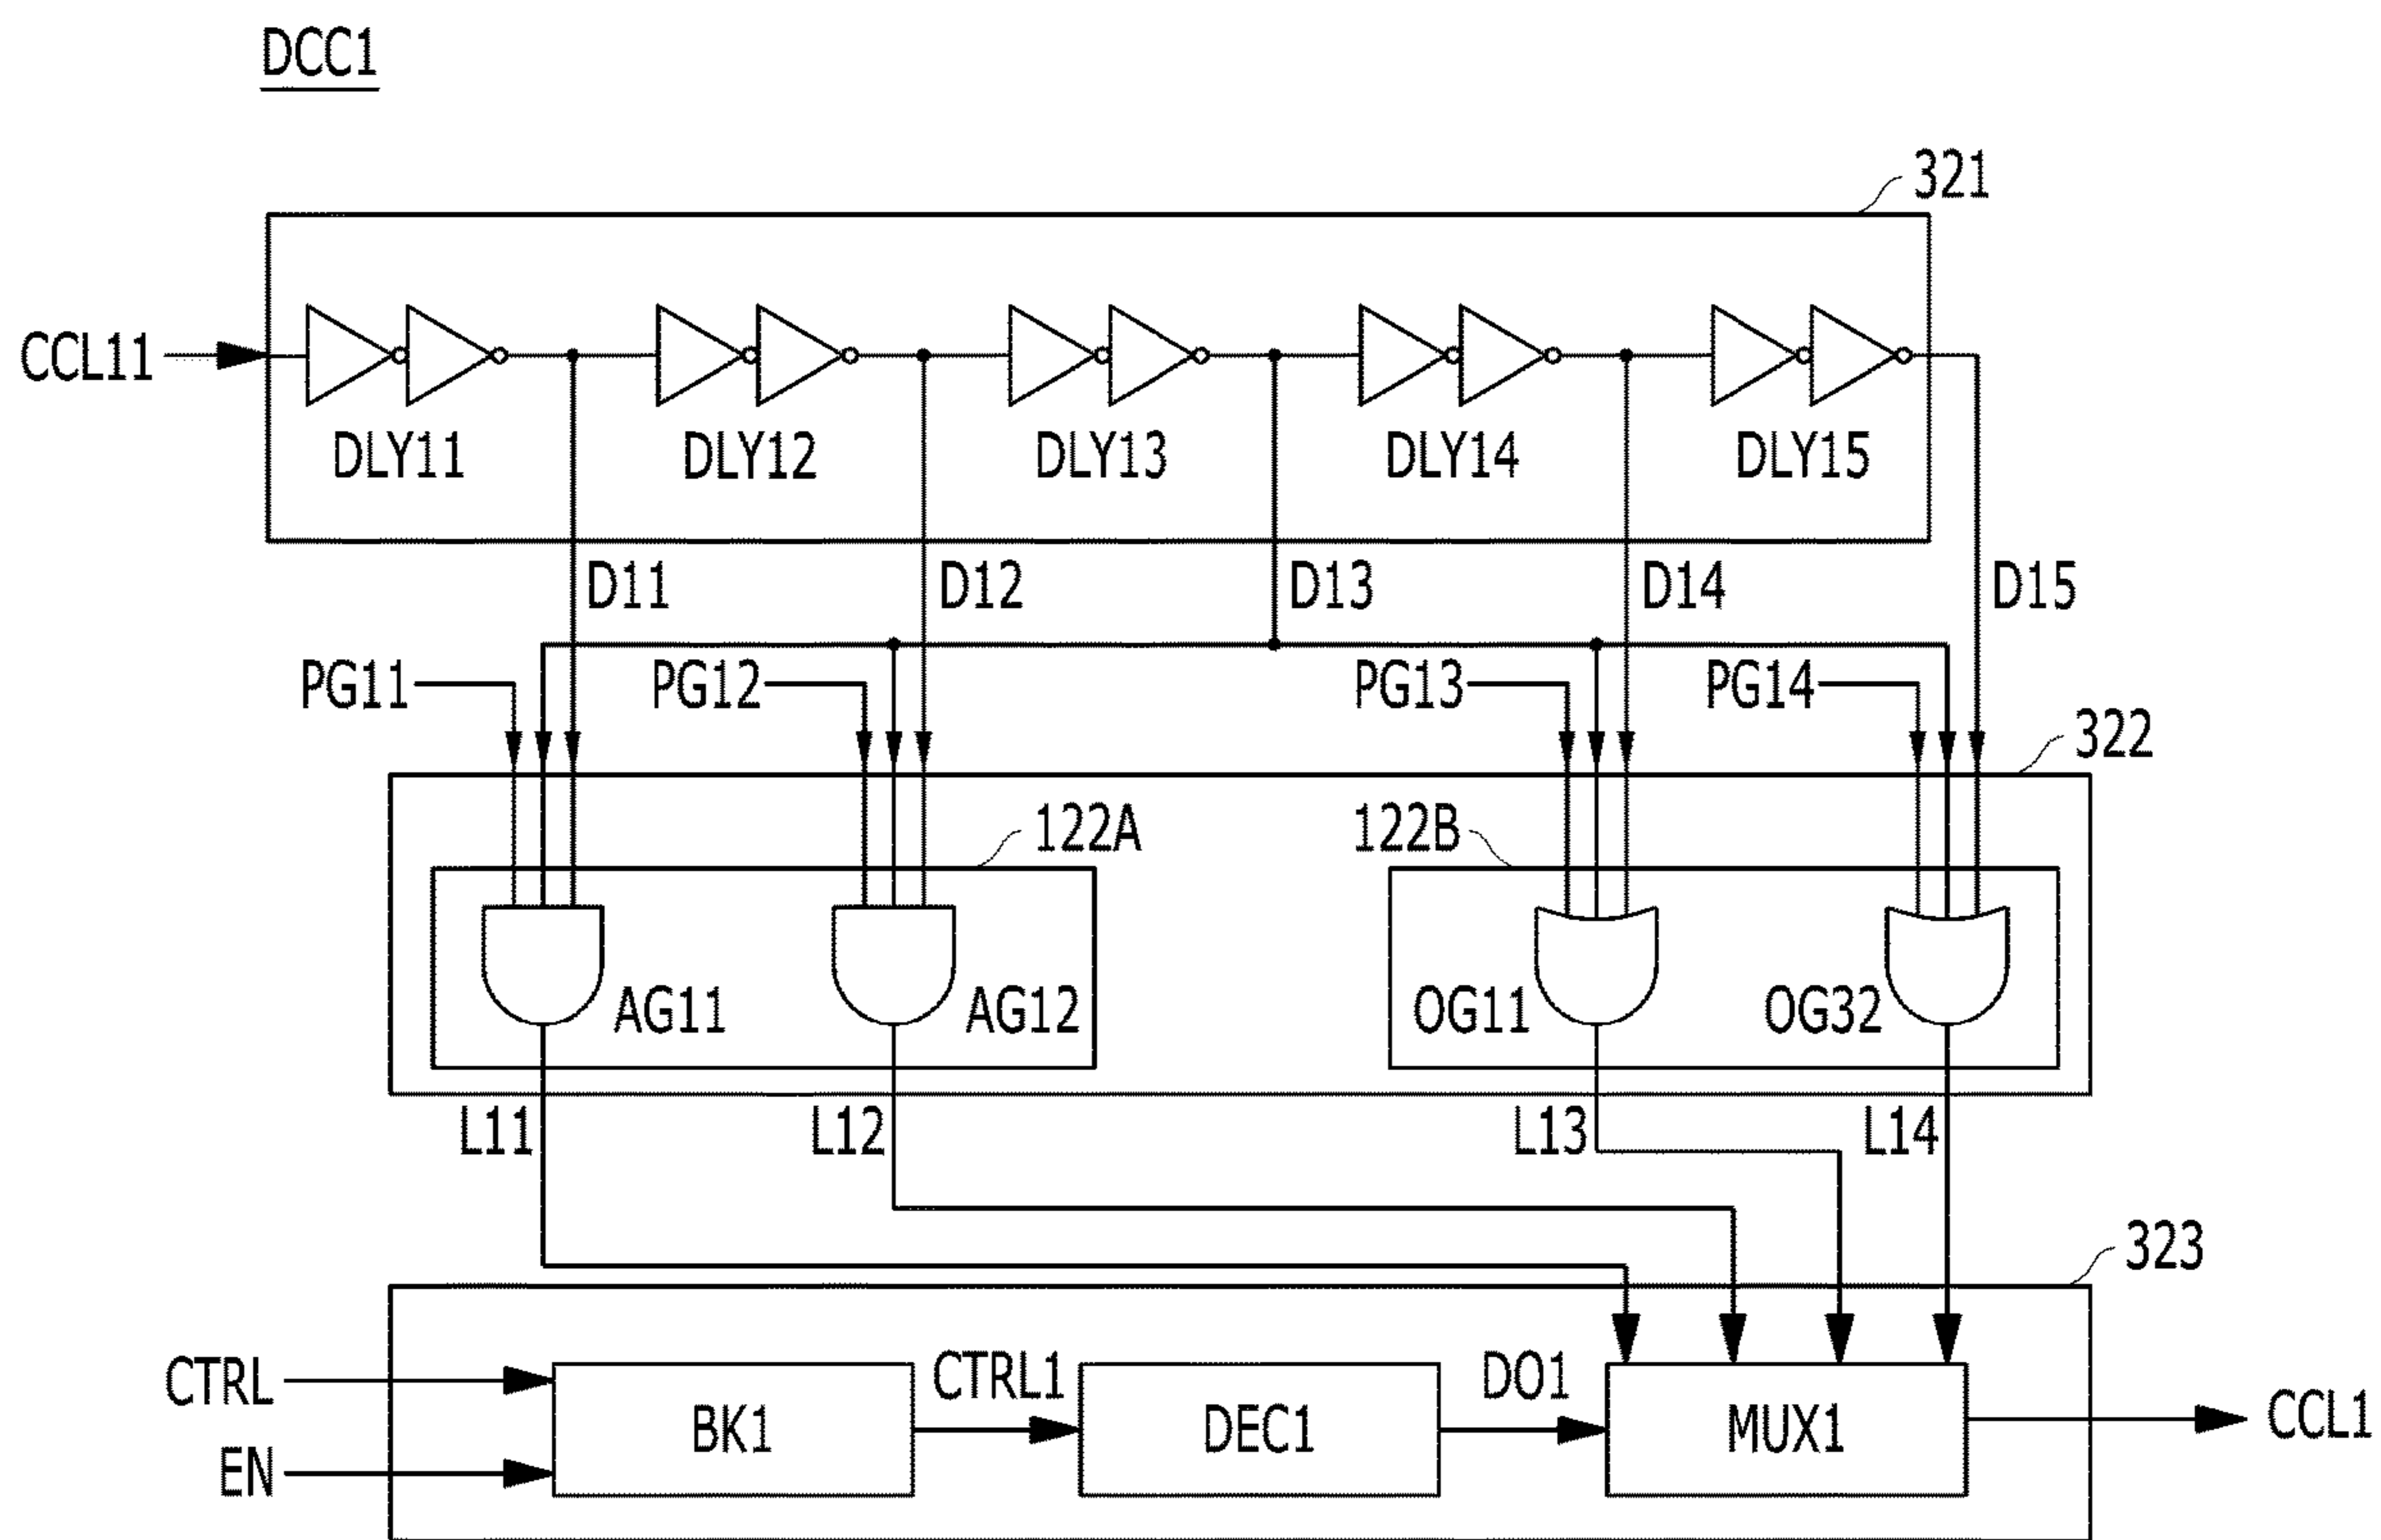 DCC1
321
CCL11
DLY11 DLY12 DLY13 DLY14 DLY15
D11 D12 D13 D14 D15
PG11 PG12 PG13 PG14
322
122A 122B
AG11 AG12 OG11 OG32
L11 L12 L13 L14
323
CTRL CTRL1 DO1
BK1 DEC1 MUX1 CCL1
EN